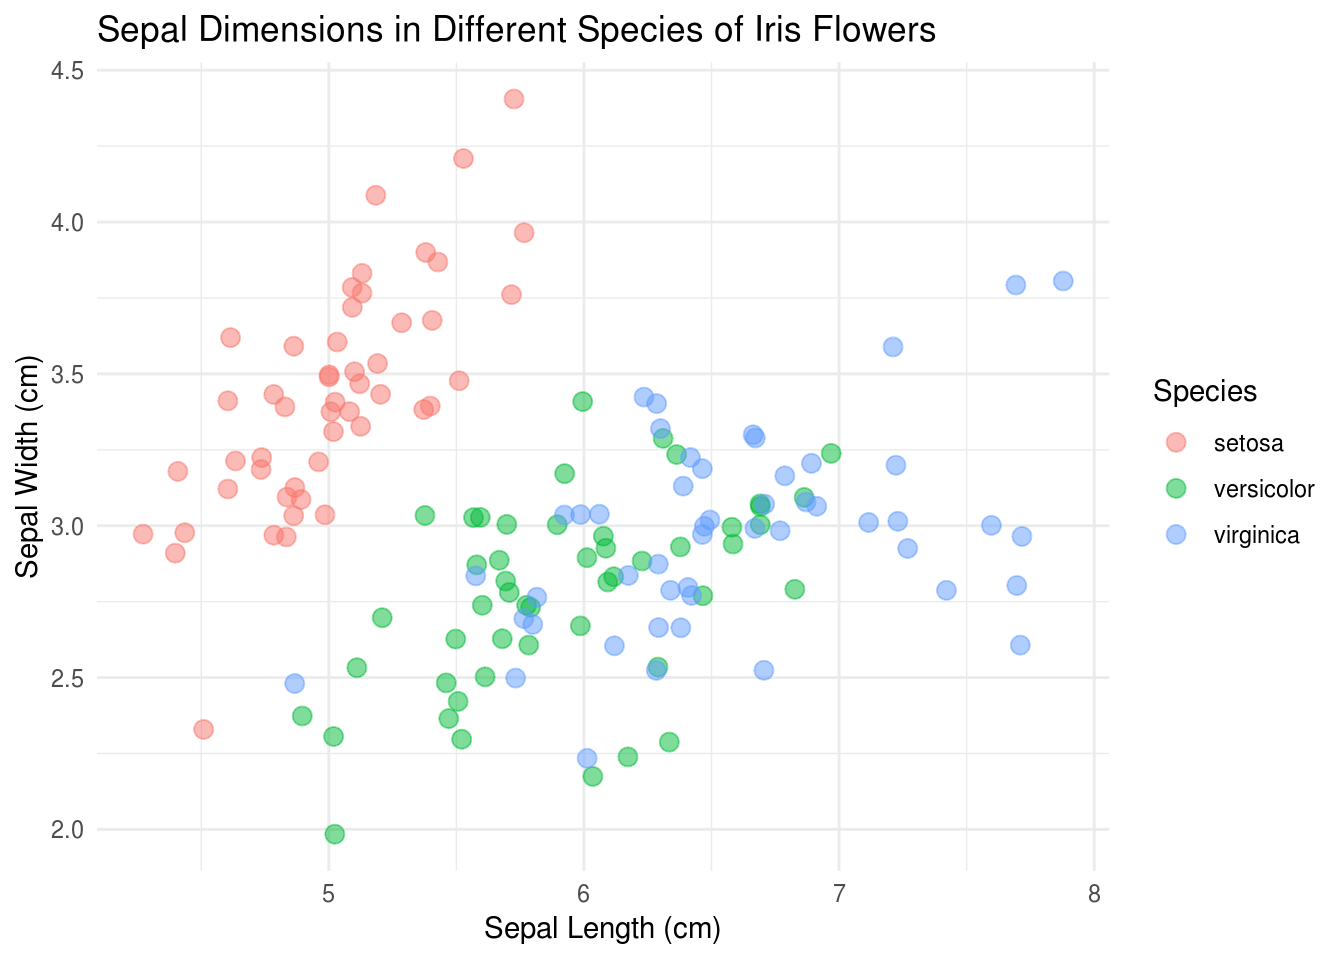 Sepal Dimensions in Different Species of Iris Flowers
4.5
4.0
3.5
3.0
2.5
2.0
Sepal Width (cm)
5 6 7 8
Sepal Length (cm)
Species
setosa
versicolor
virginica